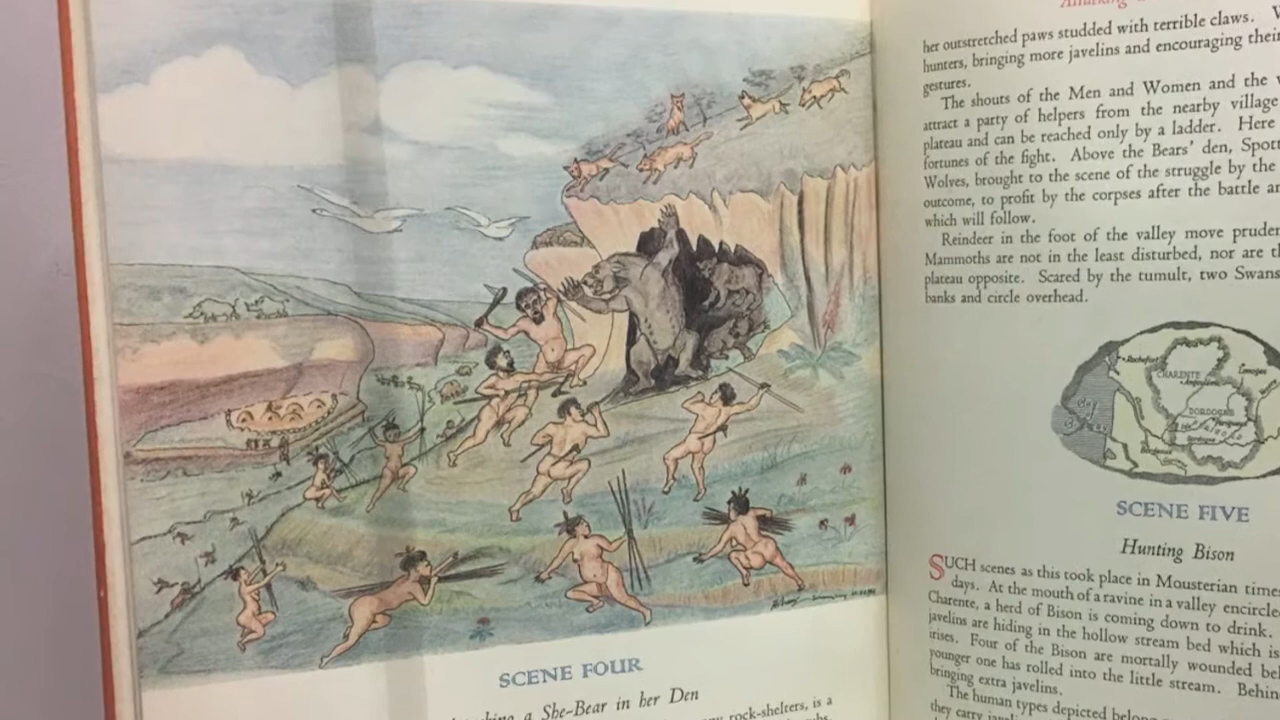 SCENE FOUR
a She-Bear in her Den
rock-shelters, is a
her outstretched paws studded with terrible claws.
hunters, bringing more javelins and encouraging their
gestures.
The shouts of the Men and Women and the
attract a party of helpers from the nearby village
plateau and can be reached only by a ladder. Here
fortunes of the fight. Above the Bears' den, Spott
Wolves, brought to the scene of the struggle by the
outcome, to profit by the corpses after the battle
which will follow.
Reindeer in the foot of the valley move pruden
Mammoths are not in the least disturbed, nor are
plateau opposite. Scared by the tumult, two Swans
banks and circle overhead.
Rochefort
CHARENTE
Limoges
DORDOGNE
SCENE FIVE
Hunting Bison
SUCH scenes as this took place in Mousterian times
days. At the mouth of a ravine in a valley encircle
Charente, a herd of Bison is coming down to drink.
javelins are hiding in the hollow stream bed which is
irises. Four of the Bison are mortally wounded
younger one has rolled into the little stream.
bringing extra javelins.
The human types depicted
they carry